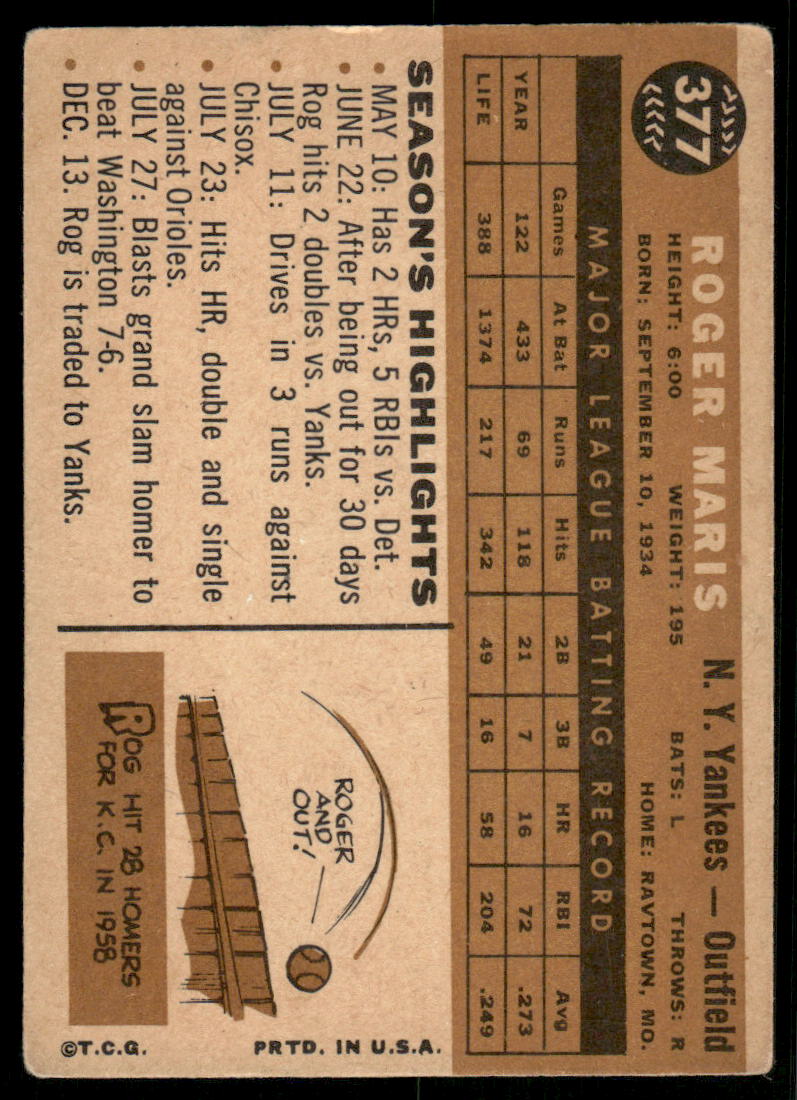 377
ROGER MARIS N. Y. Yankees — Outfield
HEIGHT: 6:00 WEIGHT: 195 BATS: L THROWS: R
BORN: SEPTEMBER 10, 1934 HOME: RAYTOWN, MO.
MAJOR LEAGUE BATTING RECORD
Games At Bat Runs Hits 2B 3B HR RBI Avg
YEAR 122 433 69 118 21 7 16 72 .273
LIFE 388 1374 217 342 49 16 58 204 .249
SEASON'S HIGHLIGHTS
• MAY 10: Has 2 HRs, 5 RBIs vs. Det.
• JUNE 22: After being out for 30 days
Rog hits 2 doubles vs. Yanks.
• JULY 11: Drives in 3 runs against
Chisox.
• JULY 23: Hits HR, double and single
against Orioles.
• JULY 27: Blasts grand slam homer to
beat Washington 7-6.
• DEC. 13. Rog is traded to Yanks.
ROGER
AND
OUT!
ROG HIT 28 HOMERS
FOR K.C. IN 1958
©T.C.G. PRTD. IN U.S.A.